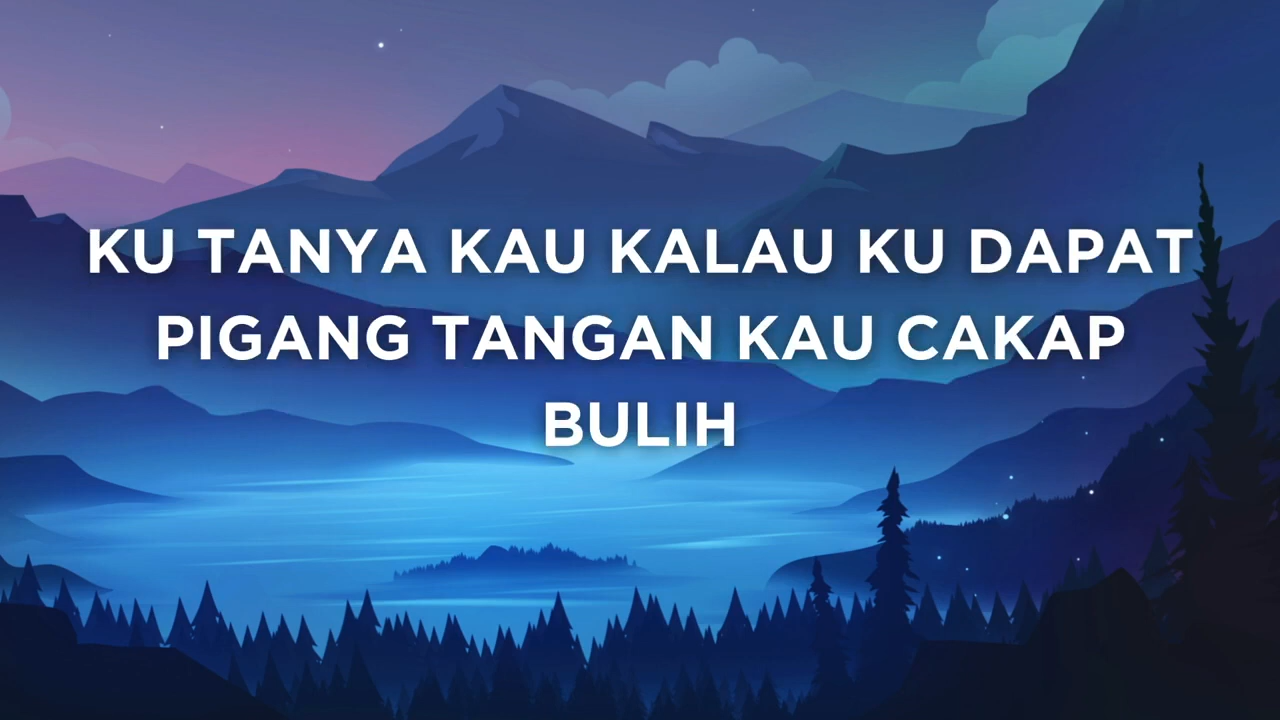 KU TANYA KAU KALAU KU DAPAT
PIGANG TANGAN KAU CAKAP
BULIH